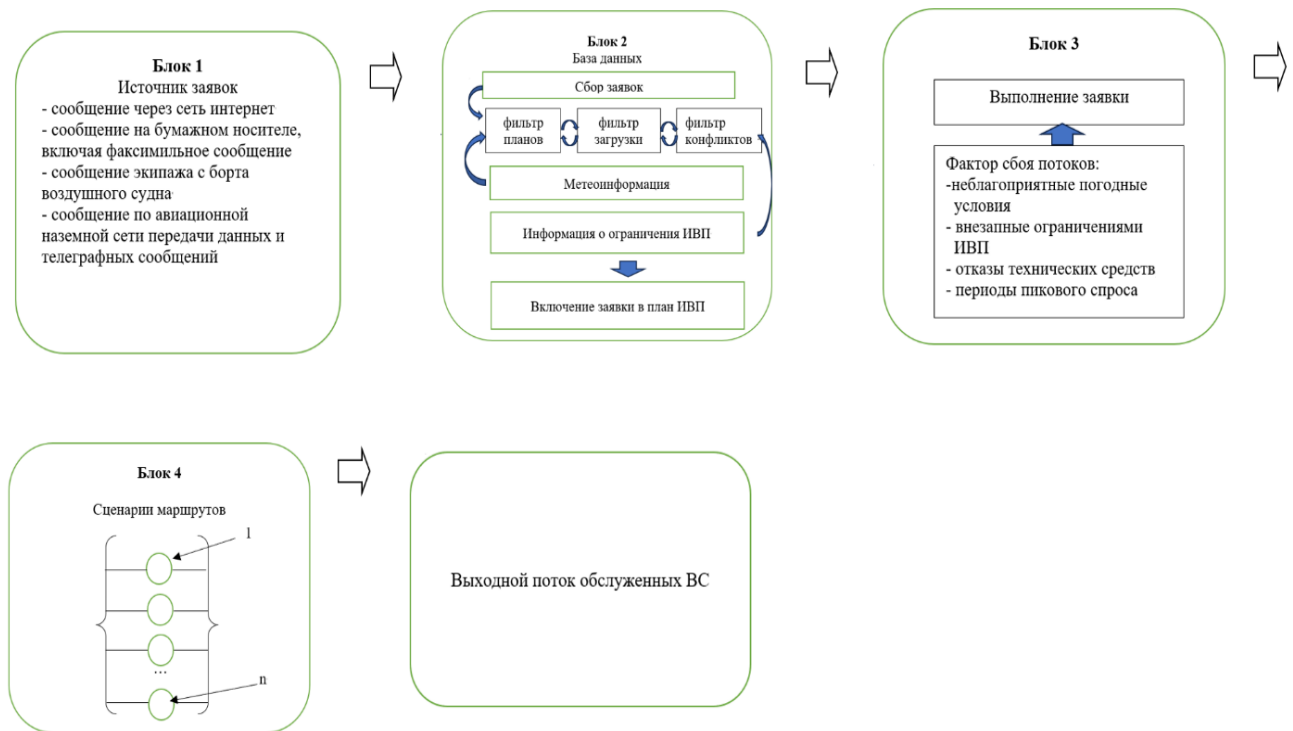 Блок 1
Источник заявок
- сообщение через сеть интернет
- сообщение на бумажном носителе,
включая факсимильное сообщение
- сообщение экипажа с борта
воздушного судна
- сообщение по авиационной
наземной сети передачи данных и
телеграфных сообщений
Блок 2
База данных
Сбор заявок
фильтр
планов
фильтр
загрузки
фильтр
конфликтов
Метеоинформация
Информация о ограничения ИВП
Включение заявки в план ИВП
Блок 3
Выполнение заявки
Фактор сбоя потоков:
-неблагоприятные погодные
условия
- внезапные ограничениями
ИВП
- отказы технических средств
- периоды пикового спроса
Блок 4
Сценарии маршрутов
1
...
n
Выходной поток обслуженных ВС